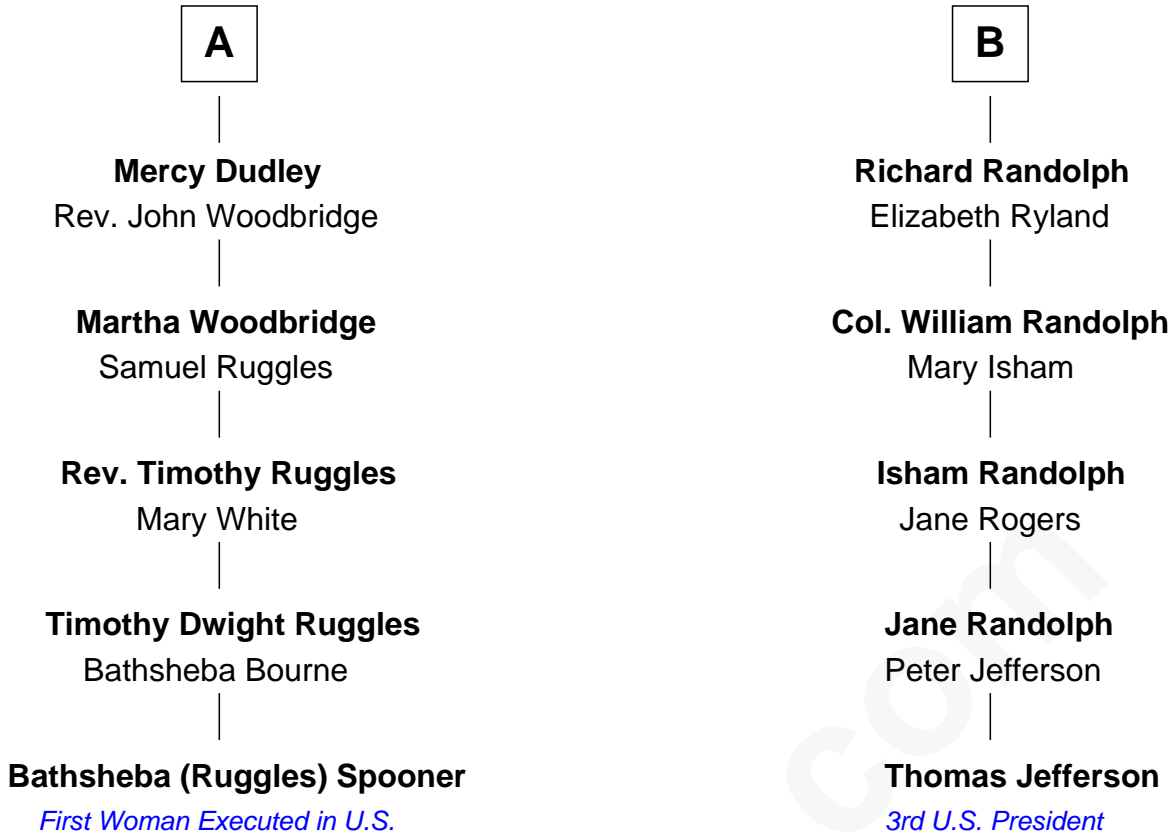 A
Mercy Dudley
Rev. John Woodbridge
Martha Woodbridge
Samuel Ruggles
Rev. Timothy Ruggles
Mary White
Timothy Dwight Ruggles
Bathsheba Bourne
Bathsheba (Ruggles) Spooner
First Woman Executed in U.S.
B
Richard Randolph
Elizabeth Ryland
Col. William Randolph
Mary Isham
Isham Randolph
Jane Rogers
Jane Randolph
Peter Jefferson
Thomas Jefferson
3rd U.S. President
com